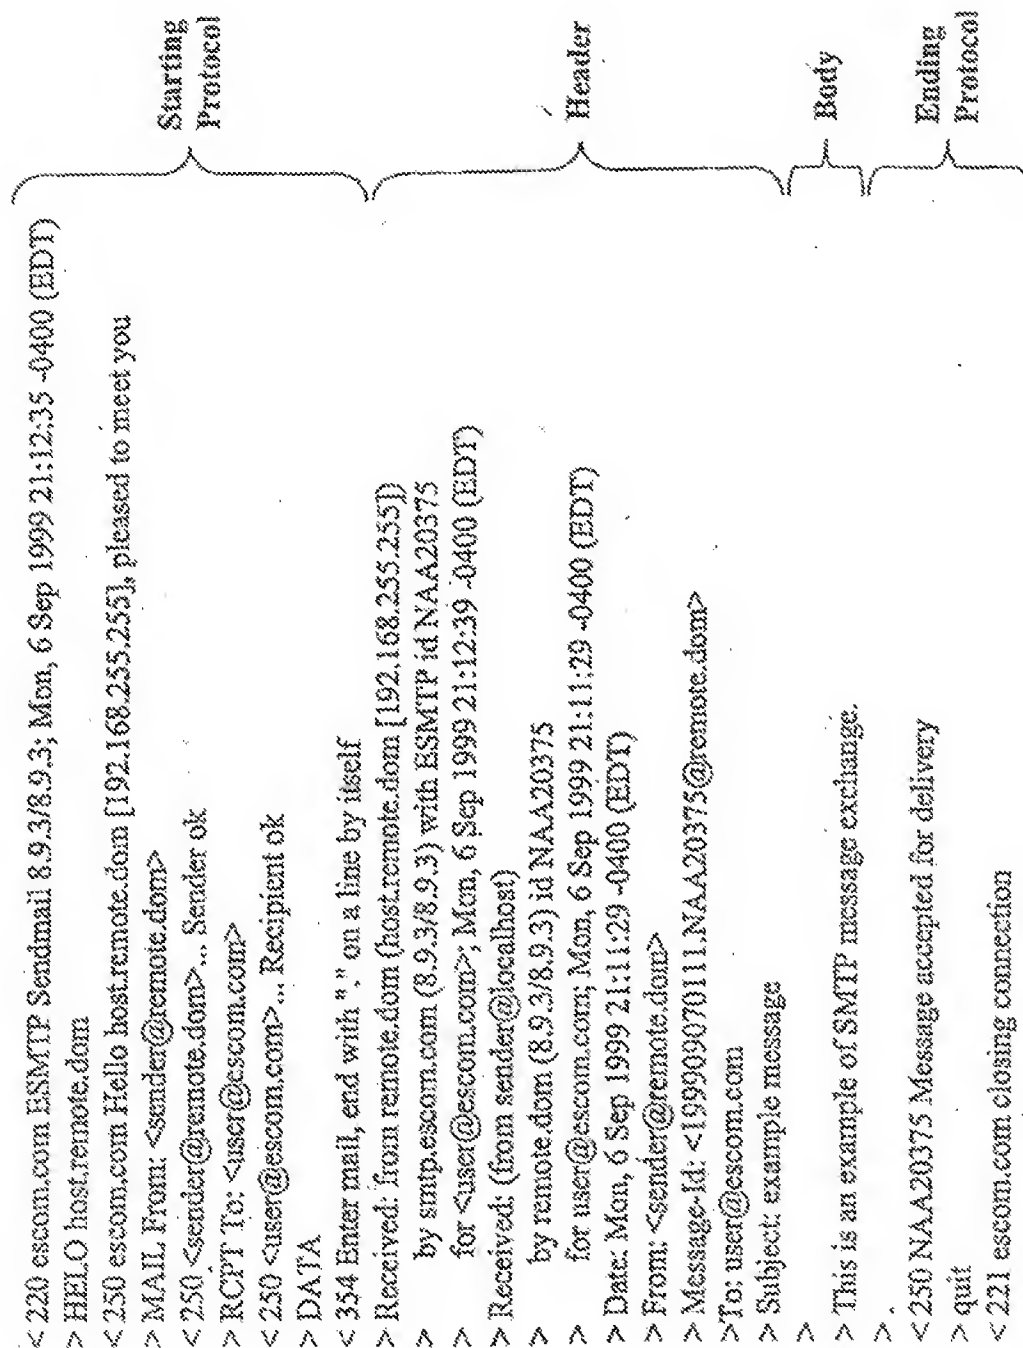 < 220 escom.com ESMTP Sendmail 8.9.3/8.9.3; Mon, 6 Sep 1999 21:12:35 -0400 (EDT)
> HELO host.remote.dom
< 250 escom.com Hello host.remote.dom [192.168.255.255], pleased to meet you
> MAIL From: <sender@remote.dom>
< 250 <sender@remote.dom>... Sender ok
> RCPT To: <user@escom.com>
< 250 <user@escom.com>... Recipient ok
> DATA
< 354 Enter mail, end with "." on a line by itself
> Received: from remote.dom (host.remote.dom [192.168.255.255])
> by smtp.escom.com (8.9.3/8.9.3) with ESMTP id NAA20375
> for <user@escom.com>; Mon, 6 Sep 1999 21:12:39 -0400 (EDT)
> Received: (from sender@localhost)
> by remote.dom (8.9.3/8.9.3) id NAA20375
> for user@escom.com; Mon, 6 Sep 1999 21:11:29 -0400 (EDT)
> Date: Mon, 6 Sep 1999 21:11:29 -0400 (EDT)
> From: <sender@remote.dom>
> Message-Id: <199909070111.NAA20375@remote.dom>
>To: user@escom.com
> Subject: example message
>
> This is an example of SMTP message exchange.
> .
< 250 NAA20375 Message accepted for delivery
> quit
< 221 escom.com closing connection
Starting
Protocol
Header
Body
Ending
Protocol